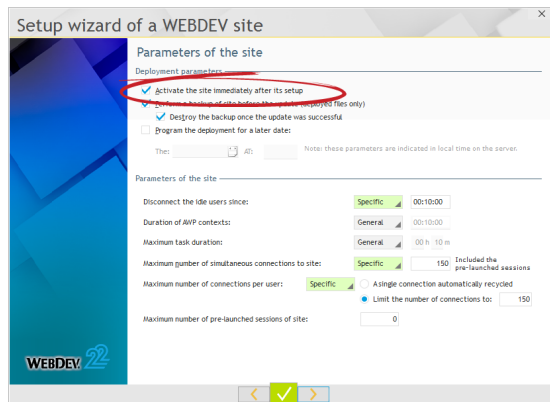 Setup wizard of a WEBDEV site
Parameters of the site
Deployment parameters
Activate the site immediately after its setup
Perform a backup of site before the update (deployed files only)
Destroy the backup once the update was successful
Program the deployment for a later date:
The: At: Note: these parameters are indicated in local time on the server.
Parameters of the site
Disconnect the idle users since: Specific 00:10:00
Duration of AWP contexts: General 00:10:00
Maximum task duration: General 00 h 10 m
Maximum number of simultaneous connections to site: Specific 150 Included the
pre-launched sessions
Maximum number of connections per user: Specific A single connection automatically recycled
Limit the number of connections to: 150
Maximum number of pre-launched sessions of site: 0
WEBDEV 22